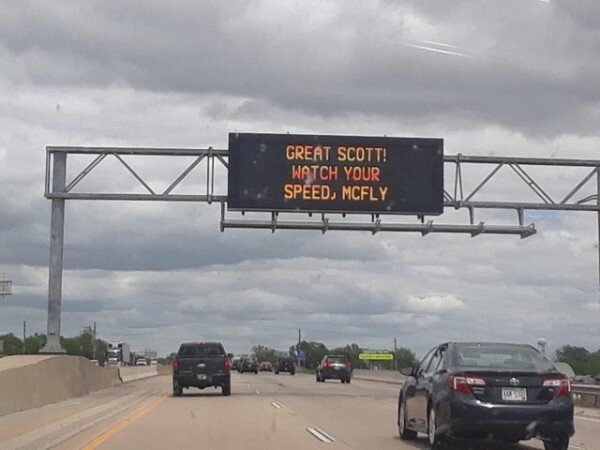 GREAT SCOTT!
WATCH YOUR
SPEED, MCFLY